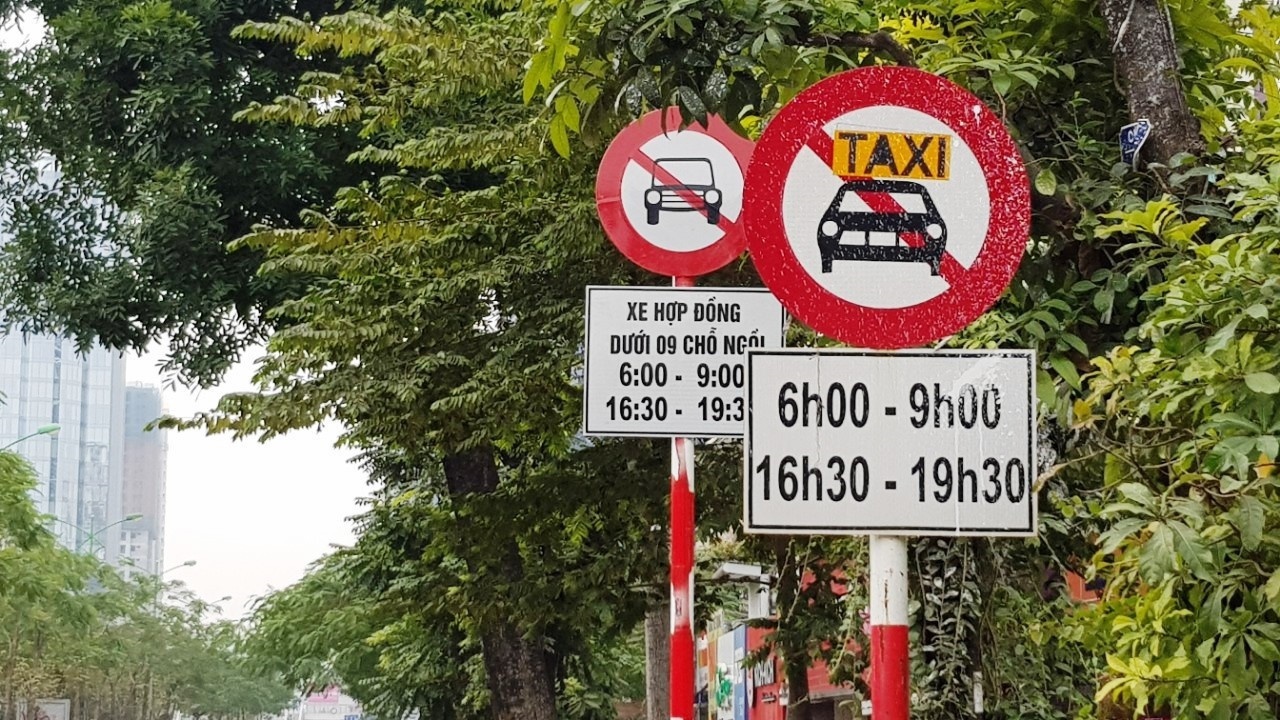 TAXI
XE HỢP ĐỒNG
DƯỚI 09 CHỖ NGỒI
6:00 - 9:00
16:30 - 19:3
6h00 - 9h00
16h30 - 19h30